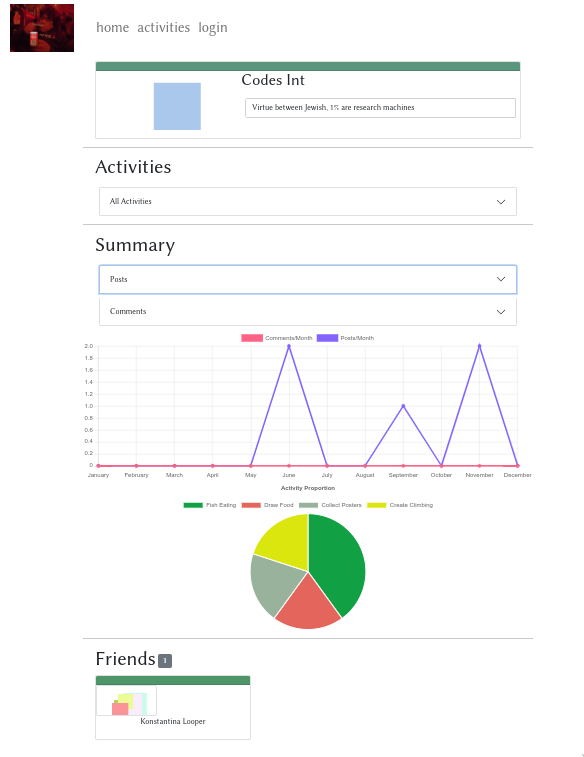 home activities login
Codes Int
Virtue between Jewish, 1% are research machines
Activities
All Activities
Summary
Posts
Comments
Comments/Month Posts/Month
2.0
1.8
1.6
1.4
1.2
1.0
0.8
0.6
0.4
0.2
0
January February March April May June July August September October November December
Activity Proportion
Fish Eating Draw Food Collect Posters Create Climbing
Friends 1
Konstantina Looper